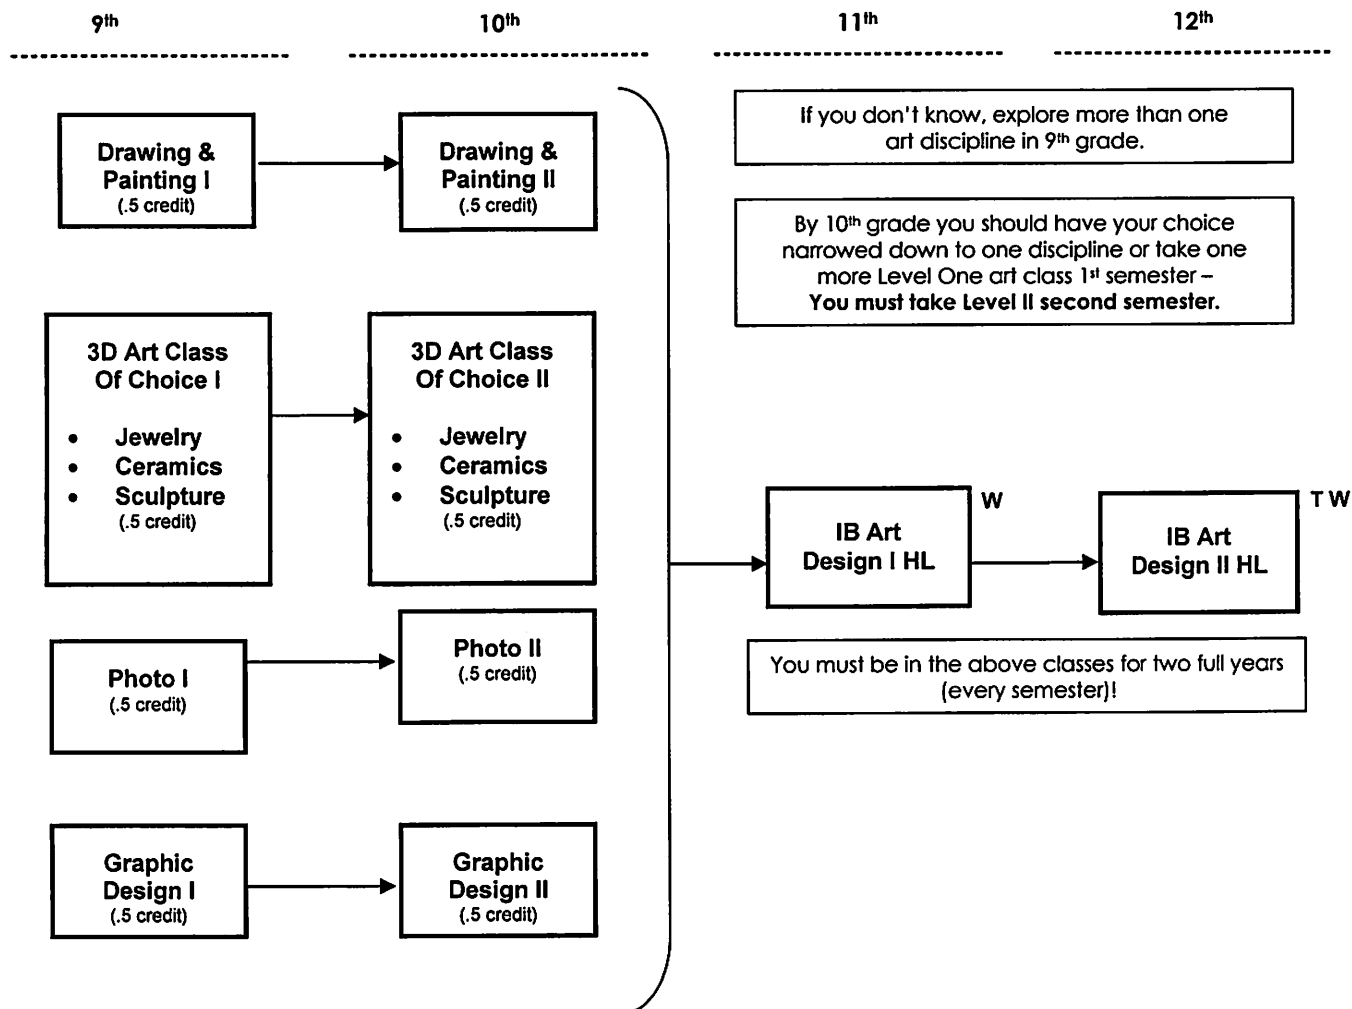 9th
10th
11th
12th
If you don't know, explore more than one
art discipline in 9th grade.
Drawing &
Painting I
(.5 credit)
Drawing &
Painting II
(.5 credit)
By 10th grade you should have your choice
narrowed down to one discipline or take one
more Level One art class 1st semester –
You must take Level II second semester.
3D Art Class
Of Choice I
• Jewelry
• Ceramics
• Sculpture
(.5 credit)
3D Art Class
Of Choice II
• Jewelry
• Ceramics
• Sculpture
(.5 credit)
IB Art
Design I HL
W
IB Art
Design II HL
T W
Photo I
(.5 credit)
Photo II
(.5 credit)
You must be in the above classes for two full years
(every semester)!
Graphic
Design I
(.5 credit)
Graphic
Design II
(.5 credit)